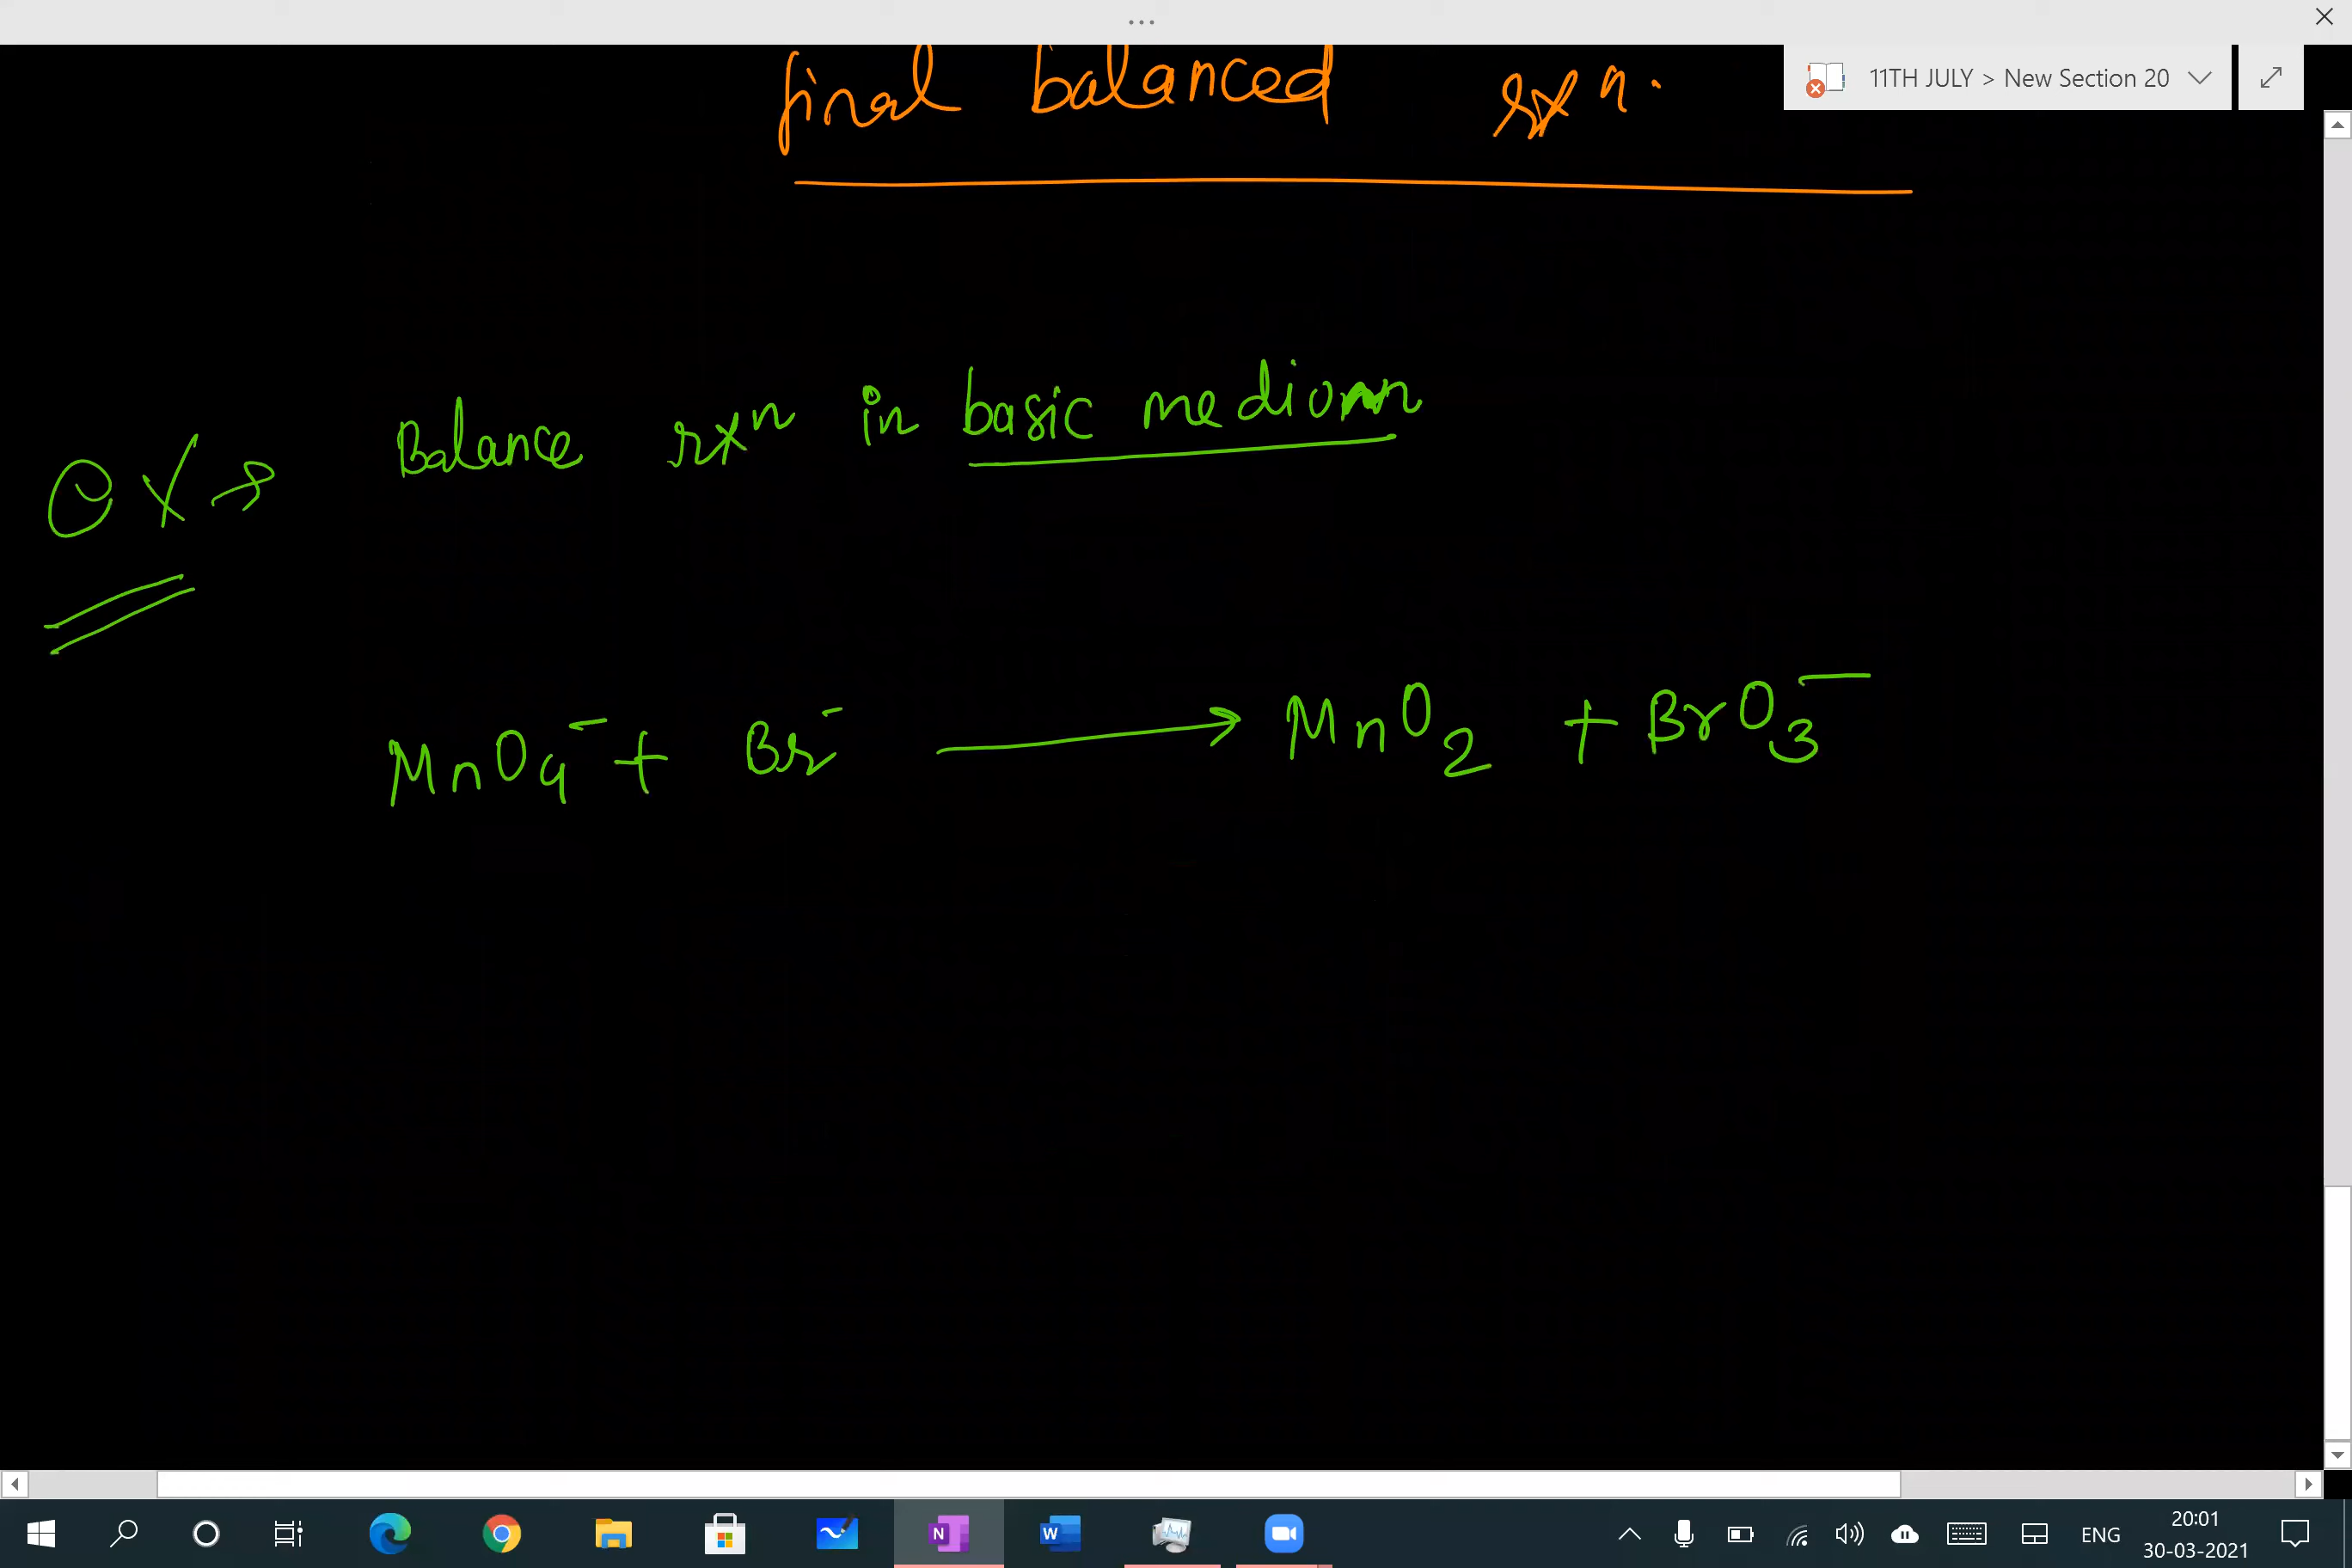 ...
11TH JULY > New Section 20
final balanced rxⁿ.
ex → Balance rxⁿ in basic medium
MnO₄⁻ + Br⁻ → MnO₂ + BrO₃⁻
N
W
ENG
20:01
30-03-2021